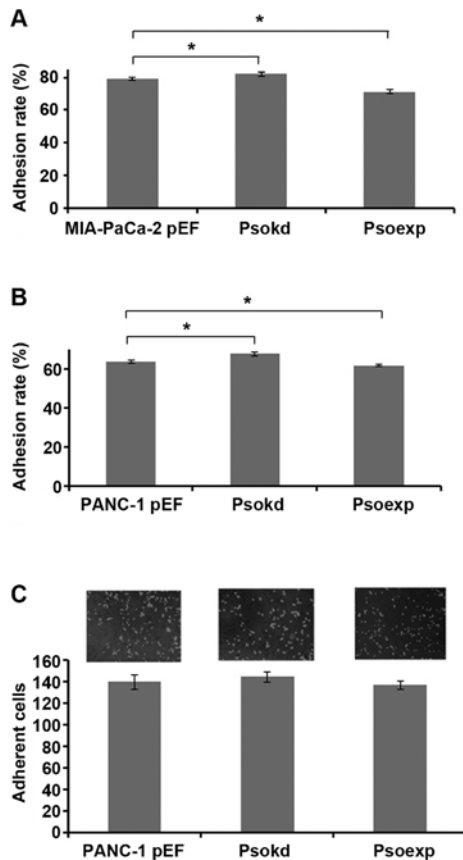 A
*
*
Adhesion rate (%)
80
60
40
20
0
MIA-PaCa-2 pEF Psokd Psoexp
B
*
*
Adhesion rate (%)
60
40
20
0
PANC-1 pEF Psokd Psoexp
C
Adherent cells
160
140
120
100
80
60
40
20
0
PANC-1 pEF Psokd Psoexp